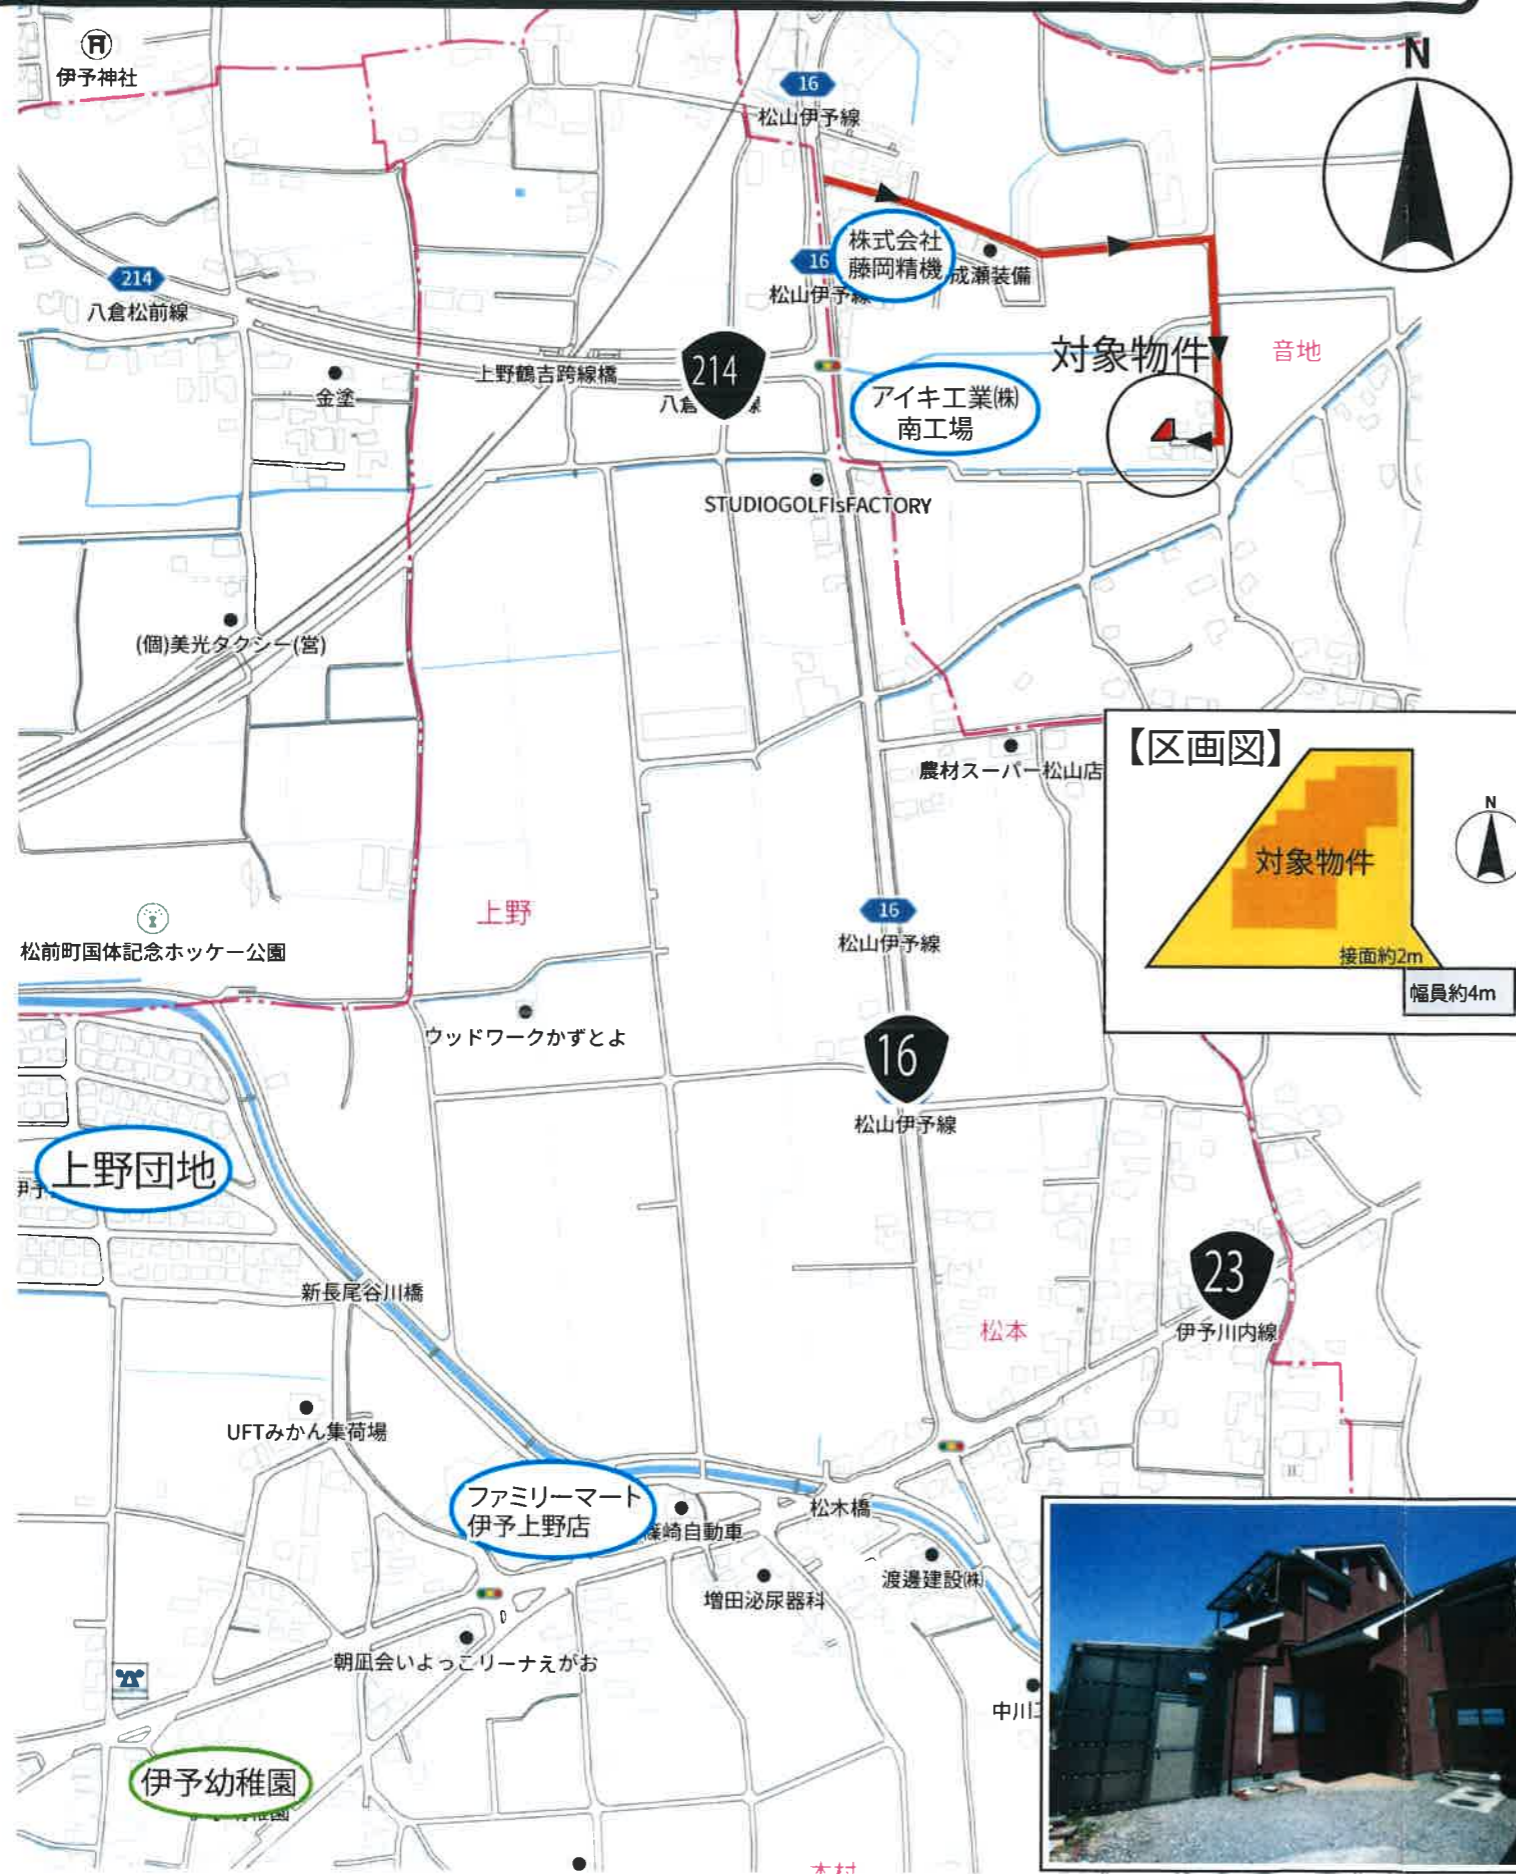 伊予神社
16
松山伊予線
N
株式会社
藤岡精機
16
松山伊予線
成瀬装備
214
八倉松前線
対象物件
音地
上野鶴吉跨線橋
214
金塗
アイキ工業(株)
南工場
STUDIOGOLFIsFACTORY
(個)美光タクシー(営)
【区画図】
農材スーパー松山店
N
対象物件
上野
16
松山伊予線
松前町国体記念ホッケー公園
接面約2m
幅員約4m
ウッドワークかずとよ
16
松山伊予線
上野団地
23
伊予川内線
新長尾谷川橋
松本
UFTみかん集荷場
ファミリーマート
伊予上野店
篠崎自動車
松木橋
増田泌尿器科
渡邊建設(株)
朝凪会いよっこリーナえがお
中川
伊予幼稚園
本村